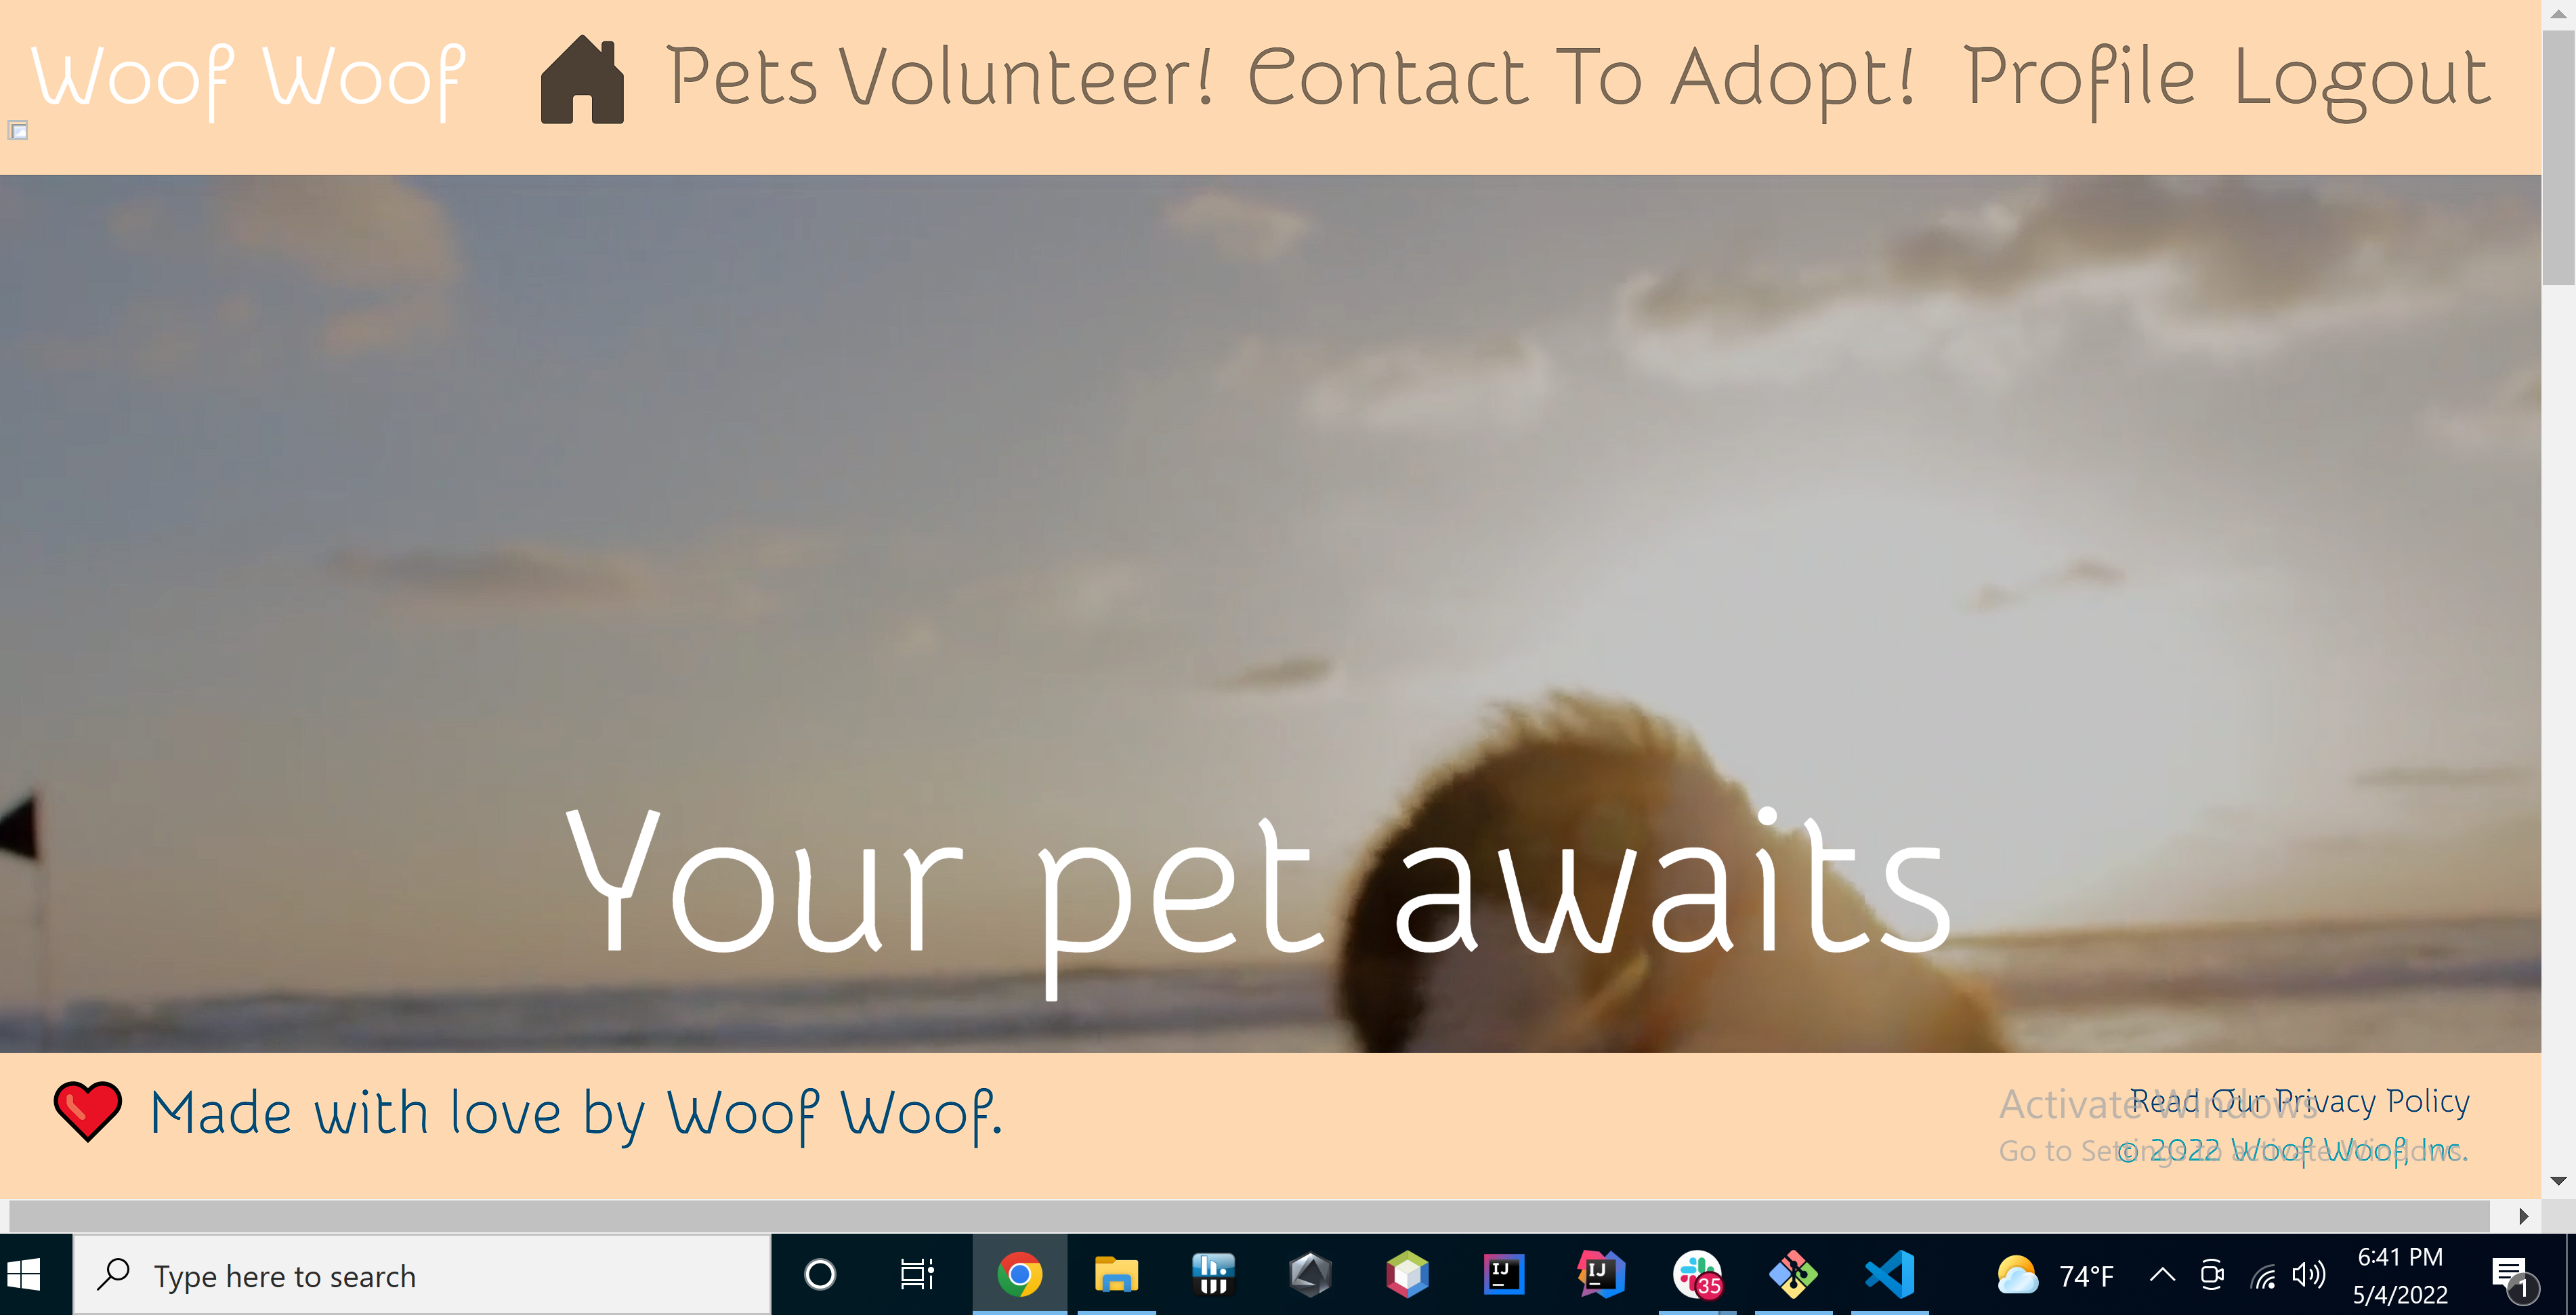 Woof Woof Pets Volunteer! Contact To Adopt! Profile Logout
Your pet awaits
Made with love by Woof Woof.
Read Our Privacy Policy
© 2022 Woof Woof, Inc.
Activate Windows
Go to Settings to activate Windows.
Type here to search
IJ
IJ
35
74°F
6:41 PM
5/4/2022
1